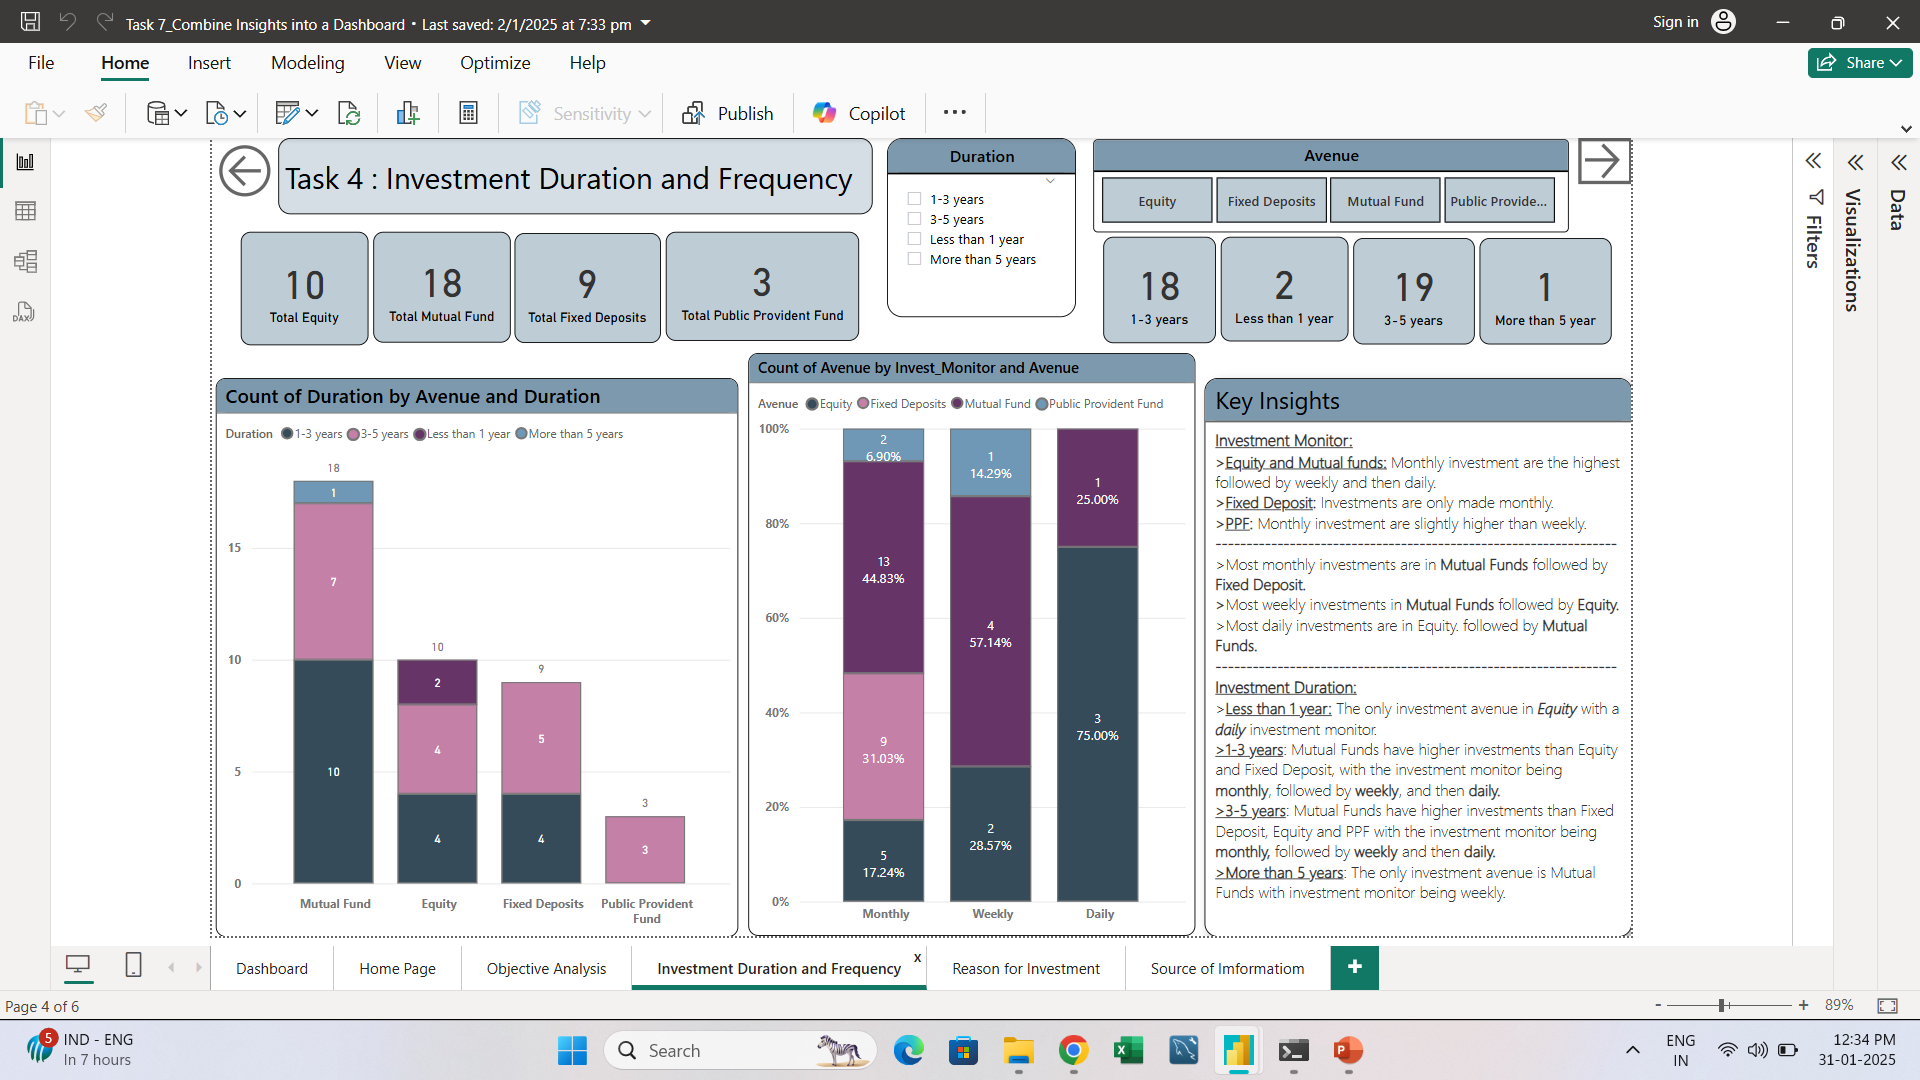 Task 7_Combine Insights into a Dashboard • Last saved: 2/1/2025 at 7:33 pm
Sign in
File
Home
Insert
Modeling
View
Optimize
Help
Share
Sensitivity
Publish
Copilot
...
Task 4 : Investment Duration and Frequency
Duration
1-3 years
3-5 years
Less than 1 year
More than 5 years
Avenue
Equity
Fixed Deposits
Mutual Fund
Public Provide...
10
Total Equity
18
Total Mutual Fund
9
Total Fixed Deposits
3
Total Public Provident Fund
18
1-3 years
2
Less than 1 year
19
3-5 years
1
More than 5 year
Count of Duration by Avenue and Duration
Duration 1-3 years 3-5 years Less than 1 year More than 5 years
18
1
7
10
10
2
4
4
9
5
4
3
3
15
10
5
0
Mutual Fund
Equity
Fixed Deposits
Public Provident
Fund
Count of Avenue by Invest_Monitor and Avenue
Avenue Equity Fixed Deposits Mutual Fund Public Provident Fund
100%
80%
60%
40%
20%
0%
2
6.90%
13
44.83%
9
31.03%
5
17.24%
1
14.29%
4
57.14%
2
28.57%
1
25.00%
3
75.00%
Monthly
Weekly
Daily
Key Insights
Investment Monitor:
>Equity and Mutual funds: Monthly investment are the highest
followed by weekly and then daily.
>Fixed Deposit: Investments are only made monthly.
>PPF: Monthly investment are slightly higher than weekly.
------------------------------------------------------------------
>Most monthly investments are in Mutual Funds followed by
Fixed Deposit.
>Most weekly investments in Mutual Funds followed by Equity.
>Most daily investments are in Equity. followed by Mutual
Funds.
------------------------------------------------------------------
Investment Duration:
>Less than 1 year: The only investment avenue in Equity with a
daily investment monitor.
>1-3 years: Mutual Funds have higher investments than Equity
and Fixed Deposit, with the investment monitor being
monthly, followed by weekly, and then daily.
>3-5 years: Mutual Funds have higher investments than Fixed
Deposit, Equity and PPF with the investment monitor being
monthly, followed by weekly and then daily.
>More than 5 years: The only investment avenue is Mutual
Funds with investment monitor being weekly.
Filters
Visualizations
Data
DAX
Dashboard
Home Page
Objective Analysis
Investment Duration and Frequency
x
Reason for Investment
Source of Imformatiom
+
Page 4 of 6
- + 89%
5
IND - ENG
In 7 hours
Search
ENG
IN
12:34 PM
31-01-2025